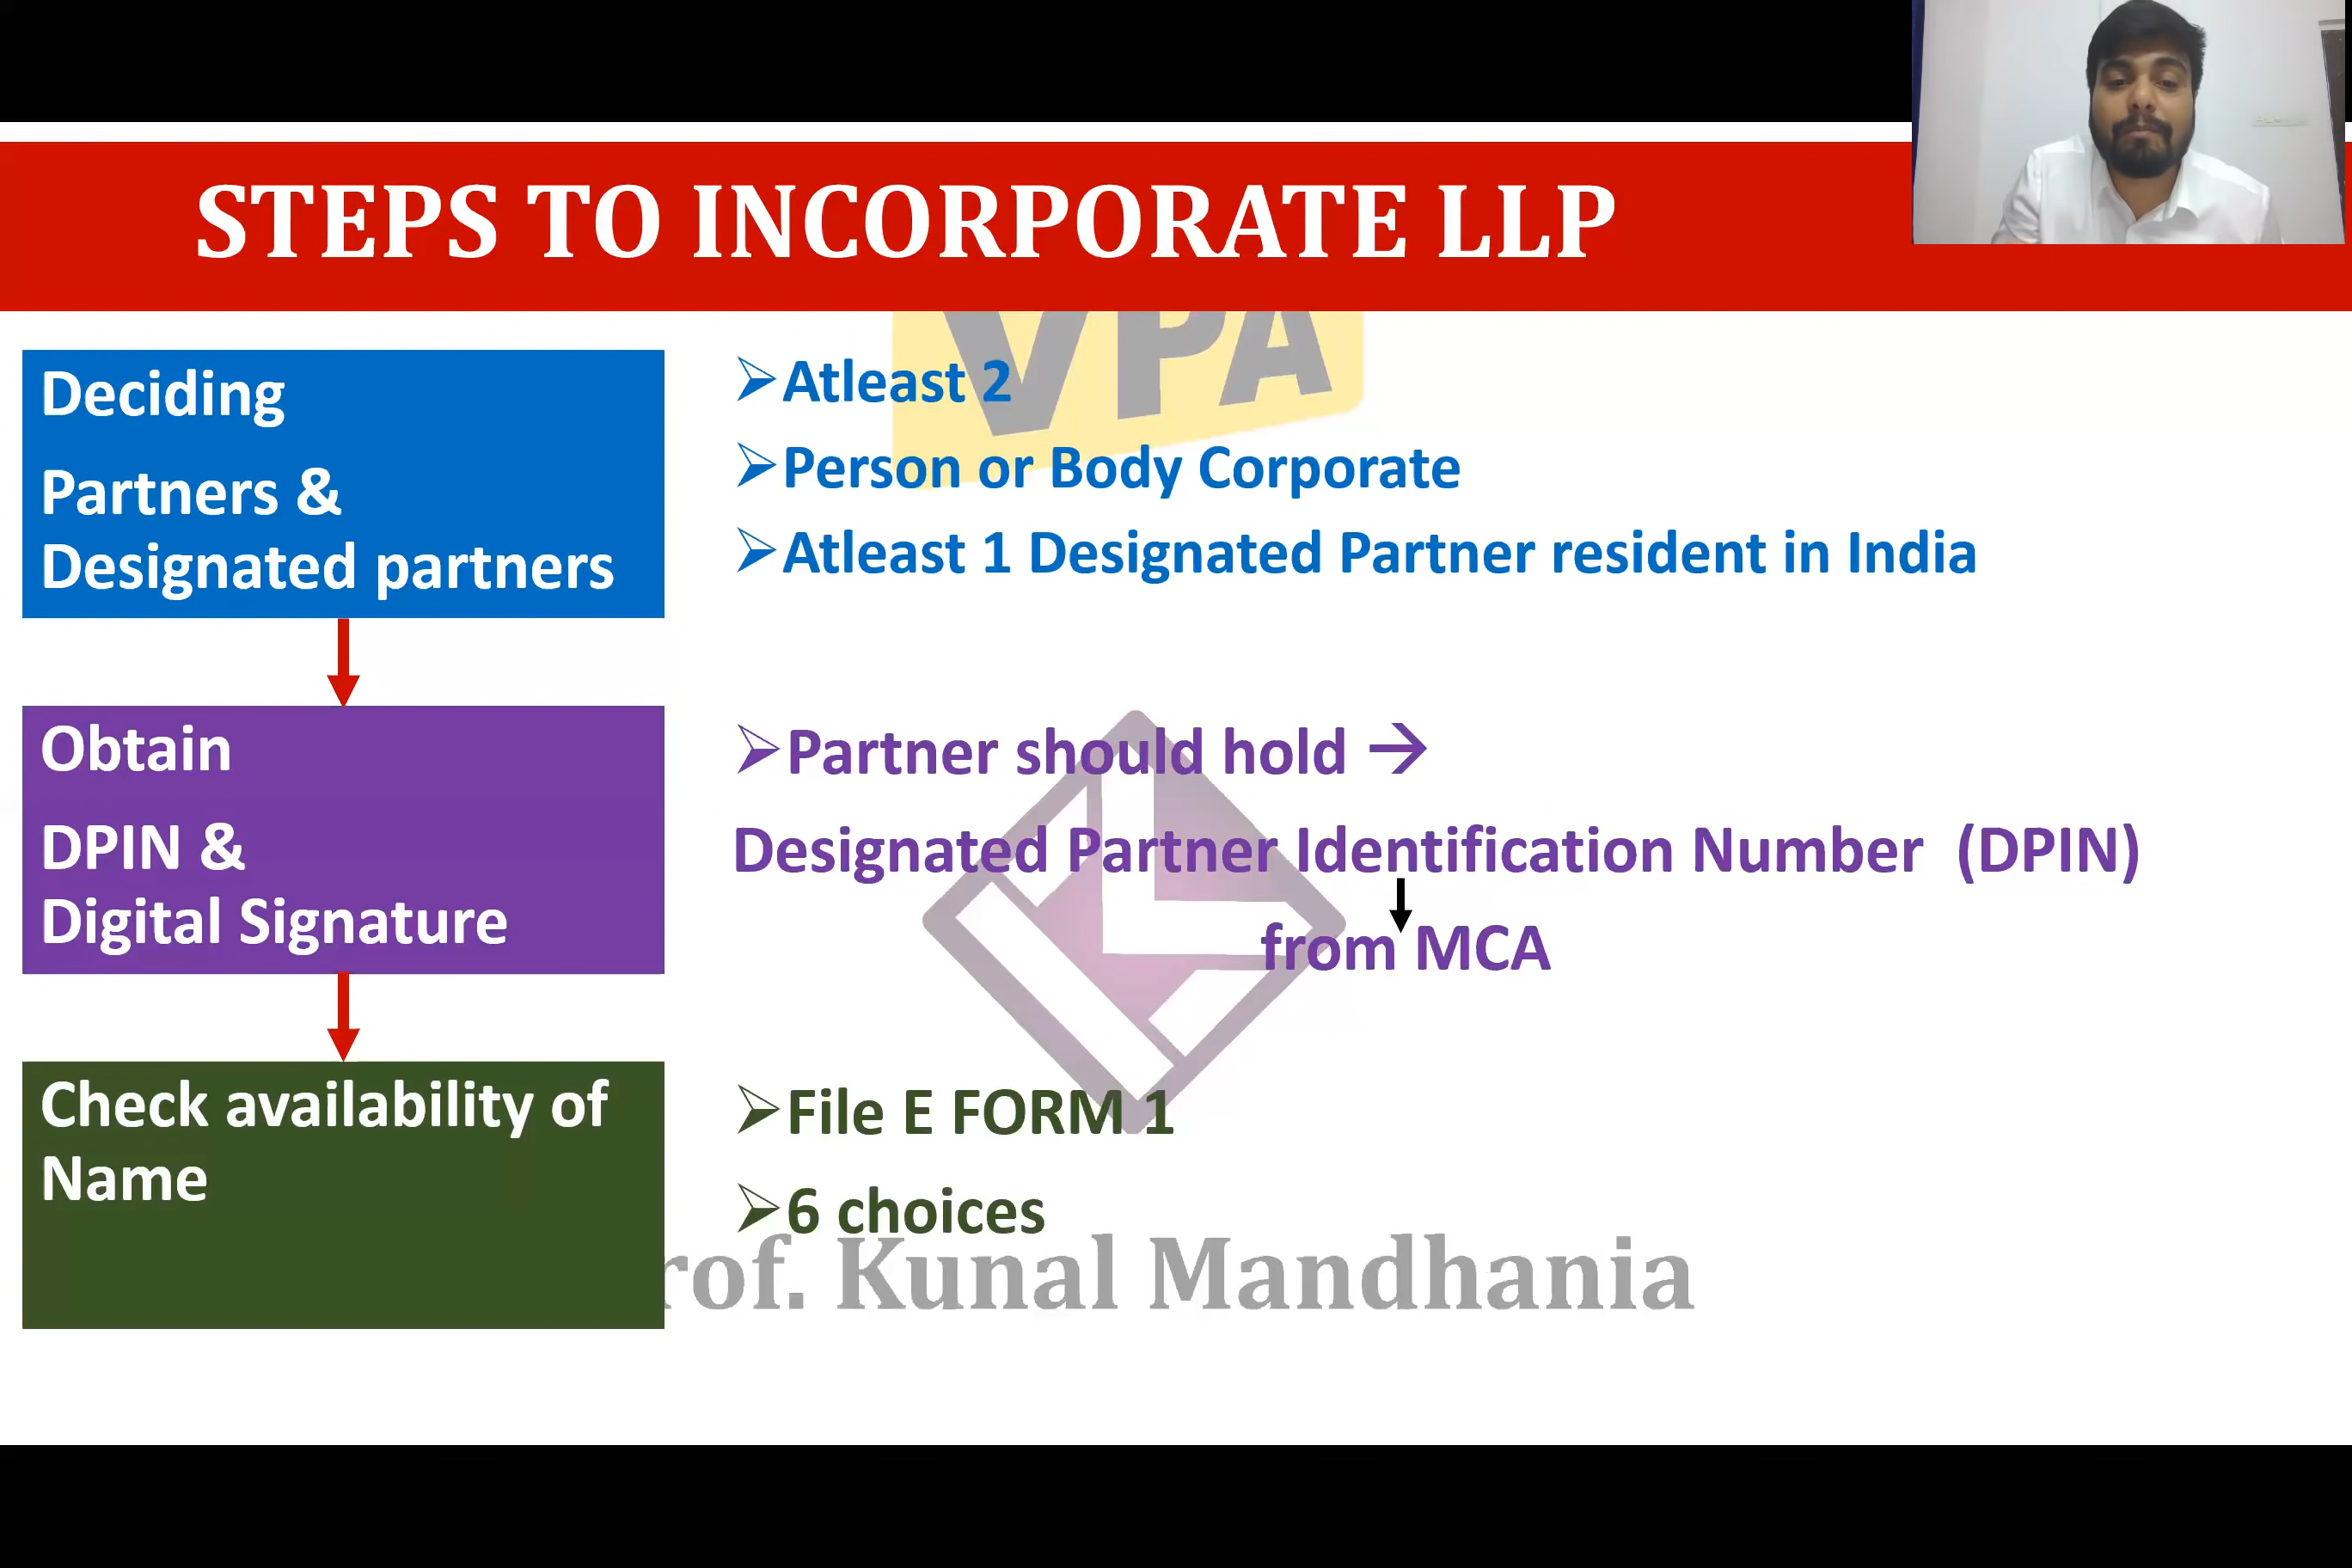 STEPS TO INCORPORATE LLP
VPA
Deciding
Partners &
Designated partners
➢Atleast 2
➢Person or Body Corporate
➢Atleast 1 Designated Partner resident in India
Obtain
DPIN &
Digital Signature
➢Partner should hold →
Designated Partner Identification Number (DPIN)
from MCA
Check availability of
Name
➢File E FORM 1
➢6 choices
rof. Kunal Mandhania